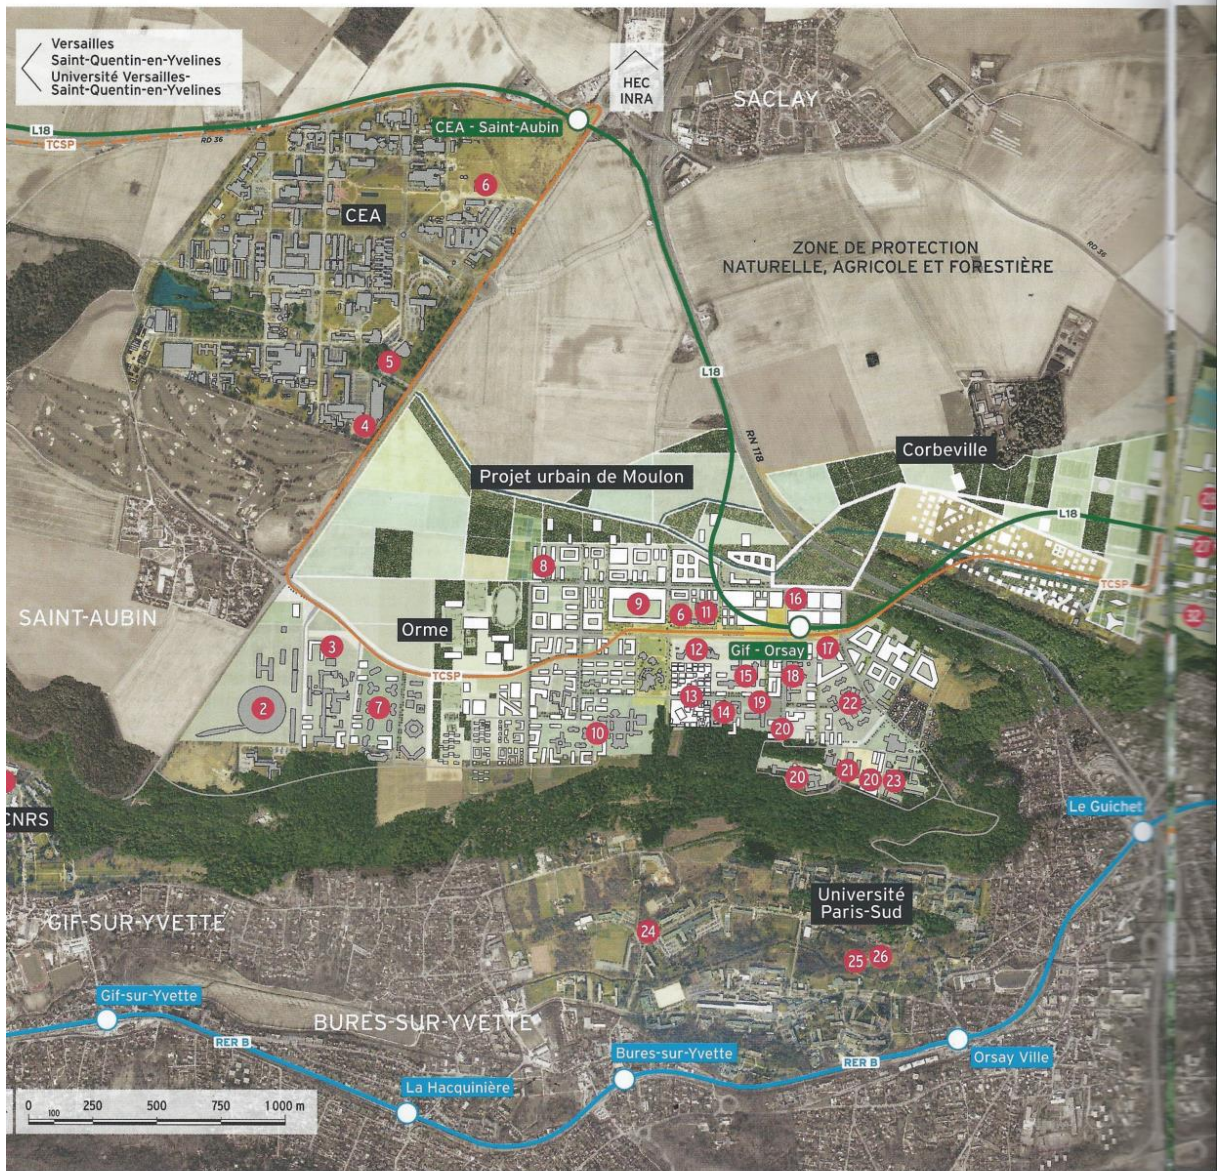 Versailles
Saint-Quentin-en-Yvelines
Université Versailles-
Saint-Quentin-en-Yvelines
HEC
INRA
SACLAY
L18
TCSP
RD 36
CEA - Saint-Aubin
6
CEA
ZONE DE PROTECTION
NATURELLE, AGRICOLE ET FORESTIÈRE
RD 36
5
L18
4
RN 118
Corbeville
Projet urbain de Moulon
L18
27
8
TCSP
9
6
11
16
32
SAINT-AUBIN
Orme
Gif - Orsay
17
3
12
TCSP
15
18
13
19
22
2
7
14
10
20
20
21
20
23
CNRS
Le Guichet
Université
Paris-Sud
GIF-SUR-YVETTE
24
25
26
Gif-sur-Yvette
BURES-SUR-YVETTE
RER B
Bures-sur-Yvette
RER B
Orsay Ville
La Hacquinière
0
100
250
500
750
1 000 m